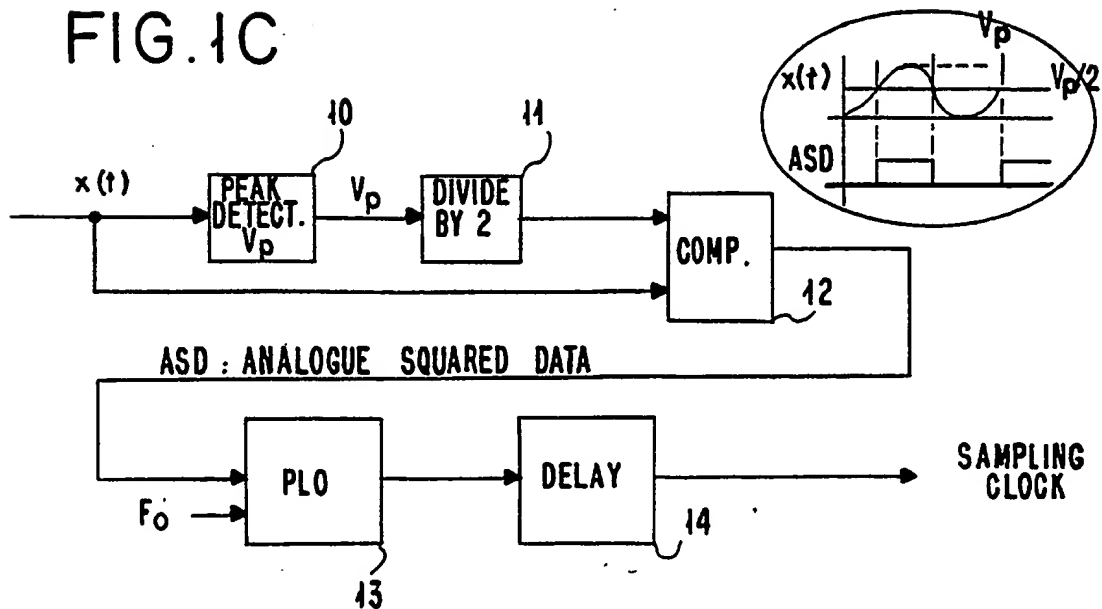 FIG. 1C
Vp
x(t)
Vp/2
ASD
10
11
x(t)
PEAK
DETECT.
Vp
Vp
DIVIDE
BY 2
COMP.
12
ASD : ANALOGUE SQUARED DATA
PLO
Fo
13
DELAY
14
SAMPLING
CLOCK